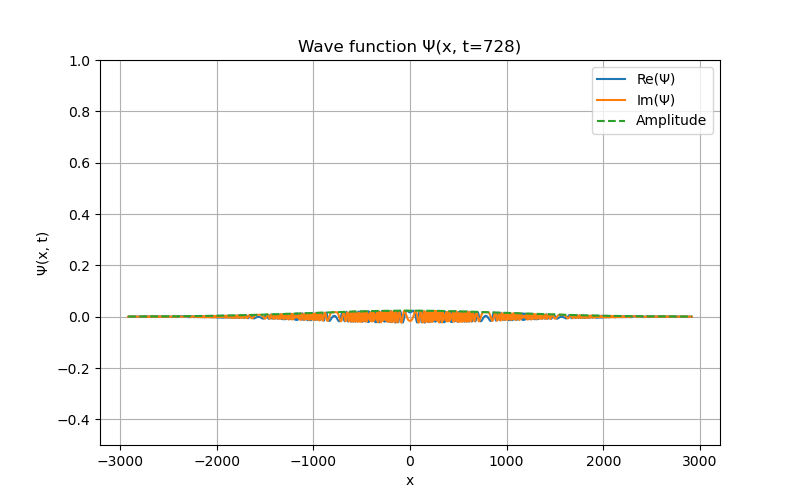 Wave function Ψ(x, t=728)
Re(Ψ)
Im(Ψ)
Amplitude
Ψ(x, t)
1.0
0.8
0.6
0.4
0.2
0.0
−0.2
−0.4
−3000 −2000 −1000 0 1000 2000 3000
x